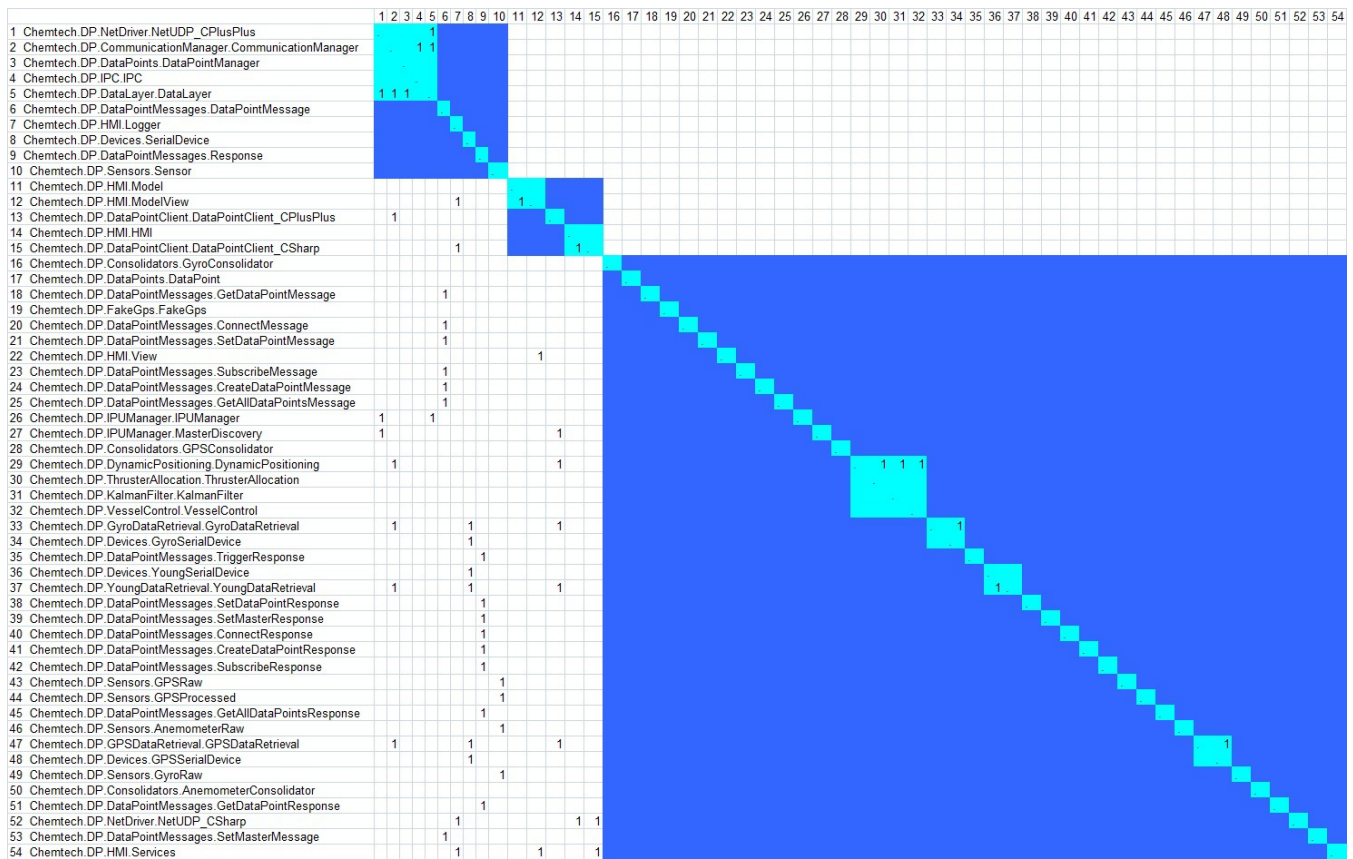 1 2 3 4 5 6 7 8 9 10 11 12 13 14 15 16 17 18 19 20 21 22 23 24 25 26 27 28 29 30 31 32 33 34 35 36 37 38 39 40 41 42 43 44 45 46 47 48 49 50 51 52 53 54
1 Chemtech.DP.NetDriver.NetUDP_CPlusPlus . 1
2 Chemtech.DP.CommunicationManager.CommunicationManager . 1 1
3 Chemtech.DP.DataPoints.DataPointManager .
4 Chemtech.DP.IPC.IPC .
5 Chemtech.DP.DataLayer.DataLayer 1 1 1 .
6 Chemtech.DP.DataPointMessages.DataPointMessage .
7 Chemtech.DP.HMI.Logger .
8 Chemtech.DP.Devices.SerialDevice .
9 Chemtech.DP.DataPointMessages.Response .
10 Chemtech.DP.Sensors.Sensor .
11 Chemtech.DP.HMI.Model .
12 Chemtech.DP.HMI.ModelView 1 1 .
13 Chemtech.DP.DataPointClient.DataPointClient_CPlusPlus 1 .
14 Chemtech.DP.HMI.HMI .
15 Chemtech.DP.DataPointClient.DataPointClient_CSharp 1 1 .
16 Chemtech.DP.Consolidators.GyroConsolidator .
17 Chemtech.DP.DataPoints.DataPoint .
18 Chemtech.DP.DataPointMessages.GetDataPointMessage 1 .
19 Chemtech.DP.FakeGps.FakeGps .
20 Chemtech.DP.DataPointMessages.ConnectMessage 1 .
21 Chemtech.DP.DataPointMessages.SetDataPointMessage 1 .
22 Chemtech.DP.HMI.View 1 .
23 Chemtech.DP.DataPointMessages.SubscribeMessage 1 .
24 Chemtech.DP.DataPointMessages.CreateDataPointMessage 1 .
25 Chemtech.DP.DataPointMessages.GetAllDataPointsMessage 1 .
26 Chemtech.DP.IPUManager.IPUManager 1 1 .
27 Chemtech.DP.IPUManager.MasterDiscovery 1 1 .
28 Chemtech.DP.Consolidators.GPSConsolidator .
29 Chemtech.DP.DynamicPositioning.DynamicPositioning 1 1 . 1 1 1
30 Chemtech.DP.ThrusterAllocation.ThrusterAllocation .
31 Chemtech.DP.KalmanFilter.KalmanFilter .
32 Chemtech.DP.VesselControl.VesselControl .
33 Chemtech.DP.GyroDataRetrieval.GyroDataRetrieval 1 1 1 . 1
34 Chemtech.DP.Devices.GyroSerialDevice 1 .
35 Chemtech.DP.DataPointMessages.TriggerResponse 1 .
36 Chemtech.DP.Devices.YoungSerialDevice 1 .
37 Chemtech.DP.YoungDataRetrieval.YoungDataRetrieval 1 1 1 1 .
38 Chemtech.DP.DataPointMessages.SetDataPointResponse 1 .
39 Chemtech.DP.DataPointMessages.SetMasterResponse 1 .
40 Chemtech.DP.DataPointMessages.ConnectResponse 1 .
41 Chemtech.DP.DataPointMessages.CreateDataPointResponse 1 .
42 Chemtech.DP.DataPointMessages.SubscribeResponse 1 .
43 Chemtech.DP.Sensors.GPSRaw 1 .
44 Chemtech.DP.Sensors.GPSProcessed 1 .
45 Chemtech.DP.DataPointMessages.GetAllDataPointsResponse 1 .
46 Chemtech.DP.Sensors.AnemometerRaw 1 .
47 Chemtech.DP.GPSDataRetrieval.GPSDataRetrieval 1 1 1 . 1
48 Chemtech.DP.Devices.GPSSerialDevice 1 .
49 Chemtech.DP.Sensors.GyroRaw 1 .
50 Chemtech.DP.Consolidators.AnemometerConsolidator .
51 Chemtech.DP.DataPointMessages.GetDataPointResponse 1 .
52 Chemtech.DP.NetDriver.NetUDP_CSharp 1 1 1 .
53 Chemtech.DP.DataPointMessages.SetMasterMessage 1 .
54 Chemtech.DP.HMI.Services 1 1 1 .